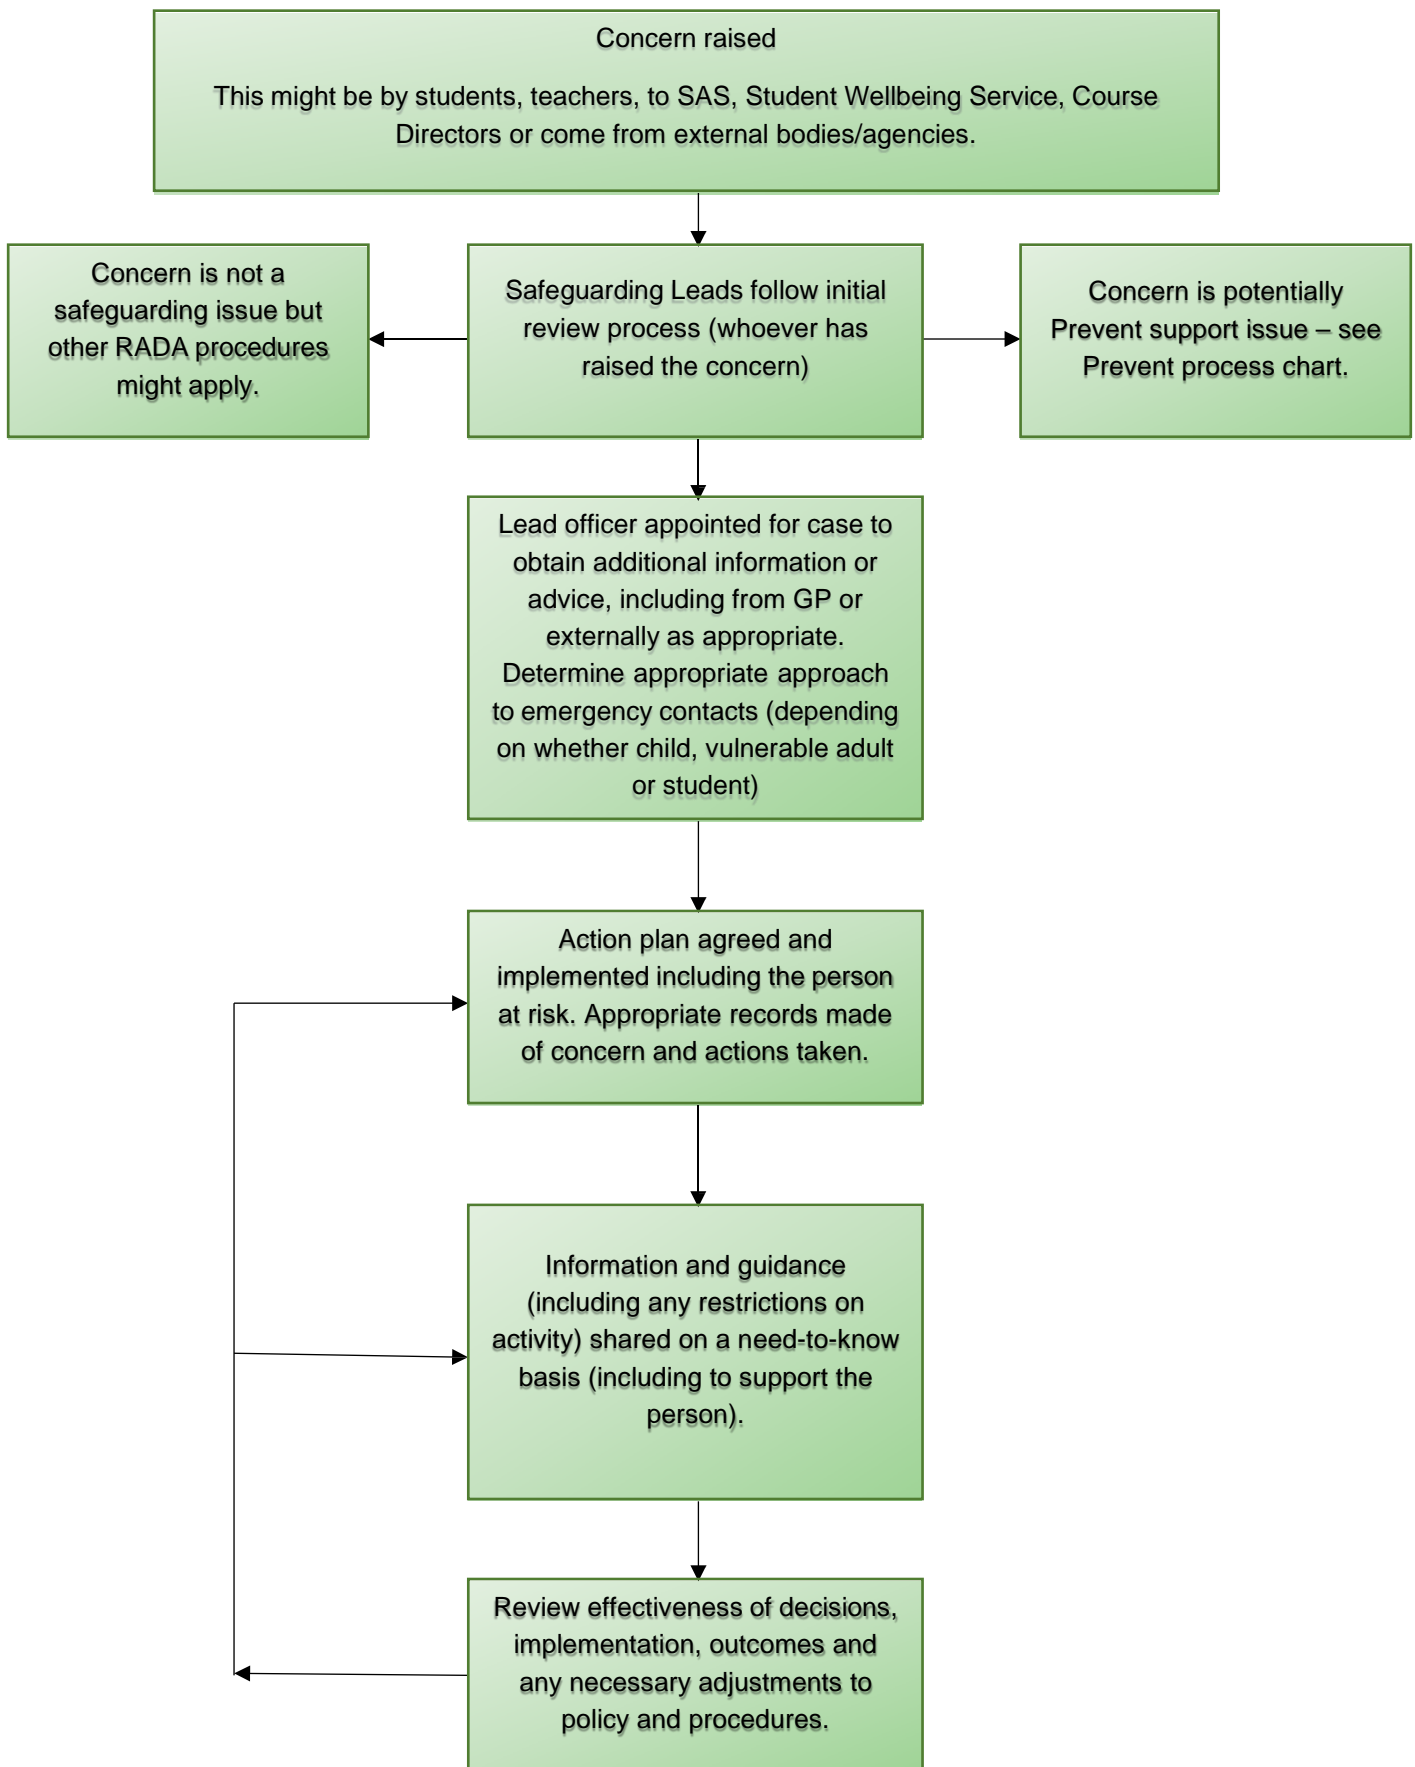 Concern raised
This might be by students, teachers, to SAS, Student Wellbeing Service, Course
Directors or come from external bodies/agencies.
Concern is not a
safeguarding issue but
other RADA procedures
might apply.
Safeguarding Leads follow initial
review process (whoever has
raised the concern)
Concern is potentially
Prevent support issue – see
Prevent process chart.
Lead officer appointed for case to
obtain additional information or
advice, including from GP or
externally as appropriate.
Determine appropriate approach
to emergency contacts (depending
on whether child, vulnerable adult
or student)
Action plan agreed and
implemented including the person
at risk. Appropriate records made
of concern and actions taken.
Information and guidance
(including any restrictions on
activity) shared on a need-to-know
basis (including to support the
person).
Review effectiveness of decisions,
implementation, outcomes and
any necessary adjustments to
policy and procedures.